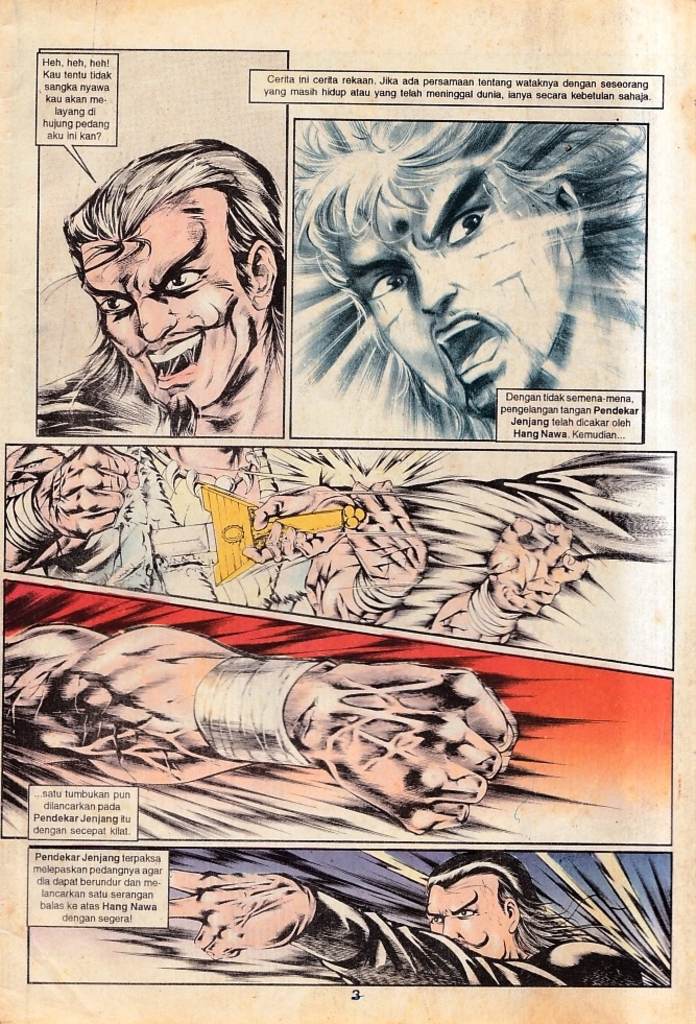 Heh, heh, heh!
Kau tentu tidak
sangka nyawa
kau akan me-
layang di
hujung pedang
aku ini kan?
Cerita ini cerita rekaan. Jika ada persamaan tentang wataknya dengan seseorang
yang masih hidup atau yang telah meninggal dunia, ianya secara kebetulan sahaja.
Dengan tidak semena-mena,
pengelangan tangan Pendekar
Jenjang telah dicakar oleh
Hang Nawa. Kemudian...
...satu tumbukan pun
dilancarkan pada
Pendekar Jenjang itu
dengan secepat kilat.
Pendekar Jenjang terpaksa
melepaskan pedangnya agar
dia dapat berundur dan me-
lancarkan satu serangan
balas ke atas Hang Nawa
dengan segera!
3